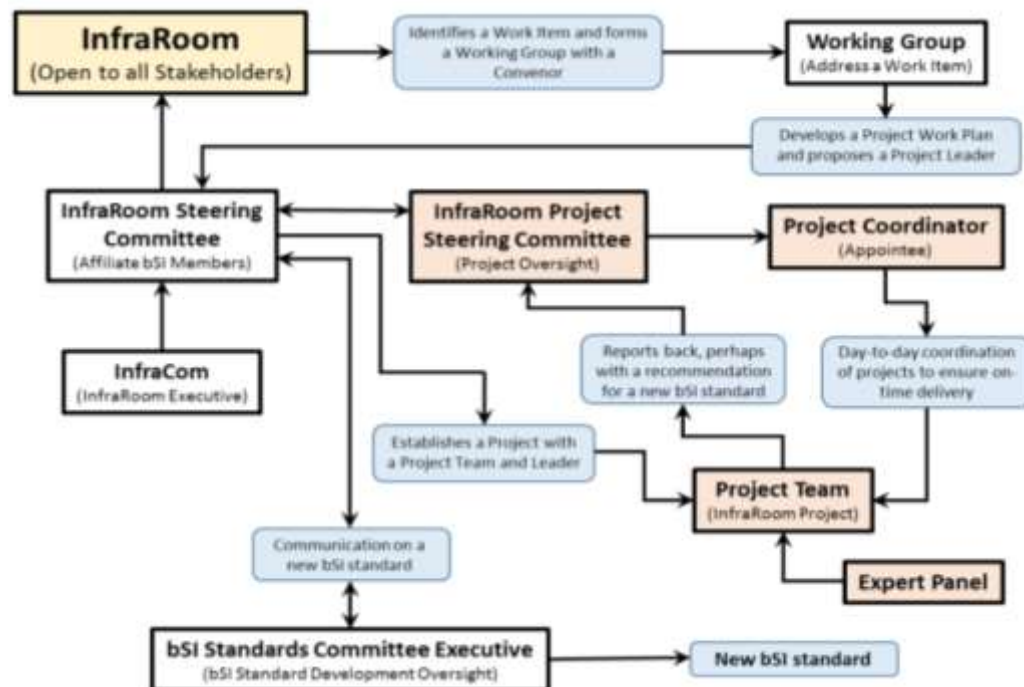 InfraRoom
(Open to all Stakeholders)
Identifies a Work Item and forms
a Working Group with a
Convenor
Working Group
(Address a Work Item)
Develops a Project Work Plan
and proposes a Project Leader
InfraRoom Steering
Committee
(Affiliate bSI Members)
InfraRoom Project
Steering Committee
(Project Oversight)
Project Coordinator
(Appointee)
InfraCom
(InfraRoom Executive)
Reports back, perhaps
with a recommendation
for a new bSI standard
Day-to-day coordination
of projects to ensure on-
time delivery
Establishes a Project with
a Project Team and Leader
Project Team
(InfraRoom Project)
Communication on a
new bSI standard
Expert Panel
bSI Standards Committee Executive
(bSI Standard Development Oversight)
New bSI standard